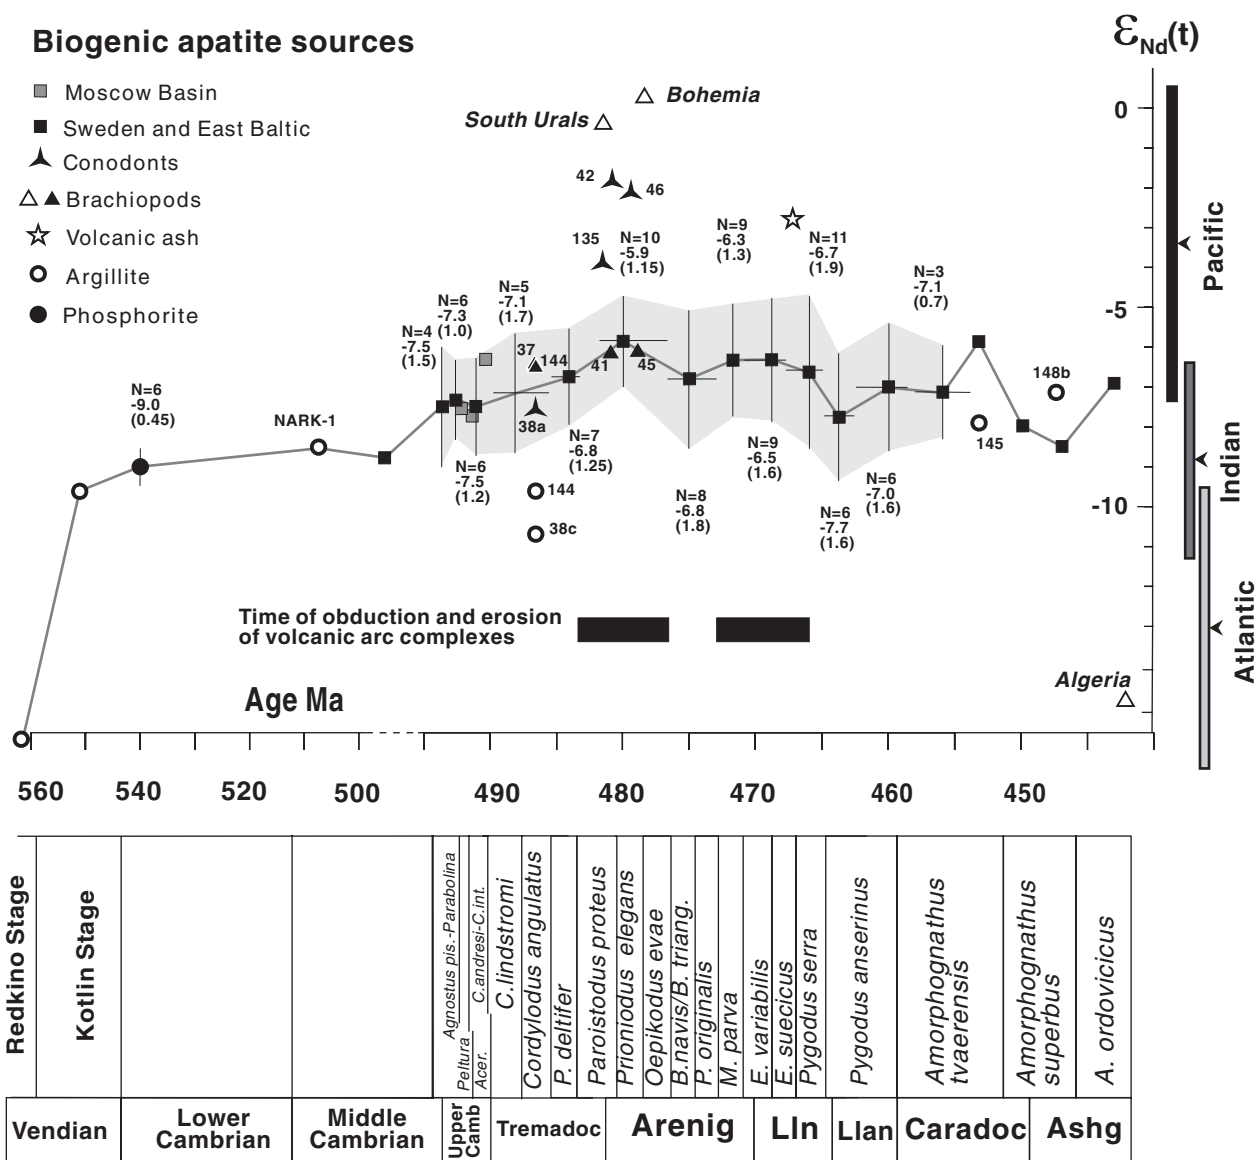 Biogenic apatite sources
Moscow Basin
Sweden and East Baltic
Conodonts
Brachiopods
Volcanic ash
Argillite
Phosphorite
εNd(t)
Bohemia
South Urals
42
46
135
N=10
-5.9
(1.15)
N=9
-6.3
(1.3)
N=11
-6.7
(1.9)
N=3
-7.1
(0.7)
N=5
-7.1
(1.7)
N=6
-7.3
(1.0)
N=4
-7.5
(1.5)
37
144
41
45
38a
N=6
-9.0
(0.45)
NARK-1
148b
145
N=7
-6.8
(1.25)
N=9
-6.5
(1.6)
N=6
-7.5
(1.2)
144
38c
N=8
-6.8
(1.8)
N=6
-7.0
(1.6)
N=6
-7.7
(1.6)
0
-5
-10
Pacific
Indian
Atlantic
Time of obduction and erosion
of volcanic arc complexes
Algeria
Age Ma
560 540 520 500 490 480 470 460 450
Redkino Stage
Kotlin Stage
Agnostus pis.-Parabolina
Peltura
Acer.
C.andresi-C.int.
C.lindstromi
Cordylodus angulatus
P. deltifer
Paroistodus proteus
Prioniodus elegans
Oepikodus evae
B.navis/B. triang.
P. originalis
M. parva
E. variabilis
E. suecicus
Pygodus serra
Pygodus anserinus
Amorphognathus
tvaerensis
Amorphognathus
superbus
A. ordovicicus
Vendian
Lower
Cambrian
Middle
Cambrian
Upper
Camb
Tremadoc
Arenig
Lln
Llan
Caradoc
Ashg